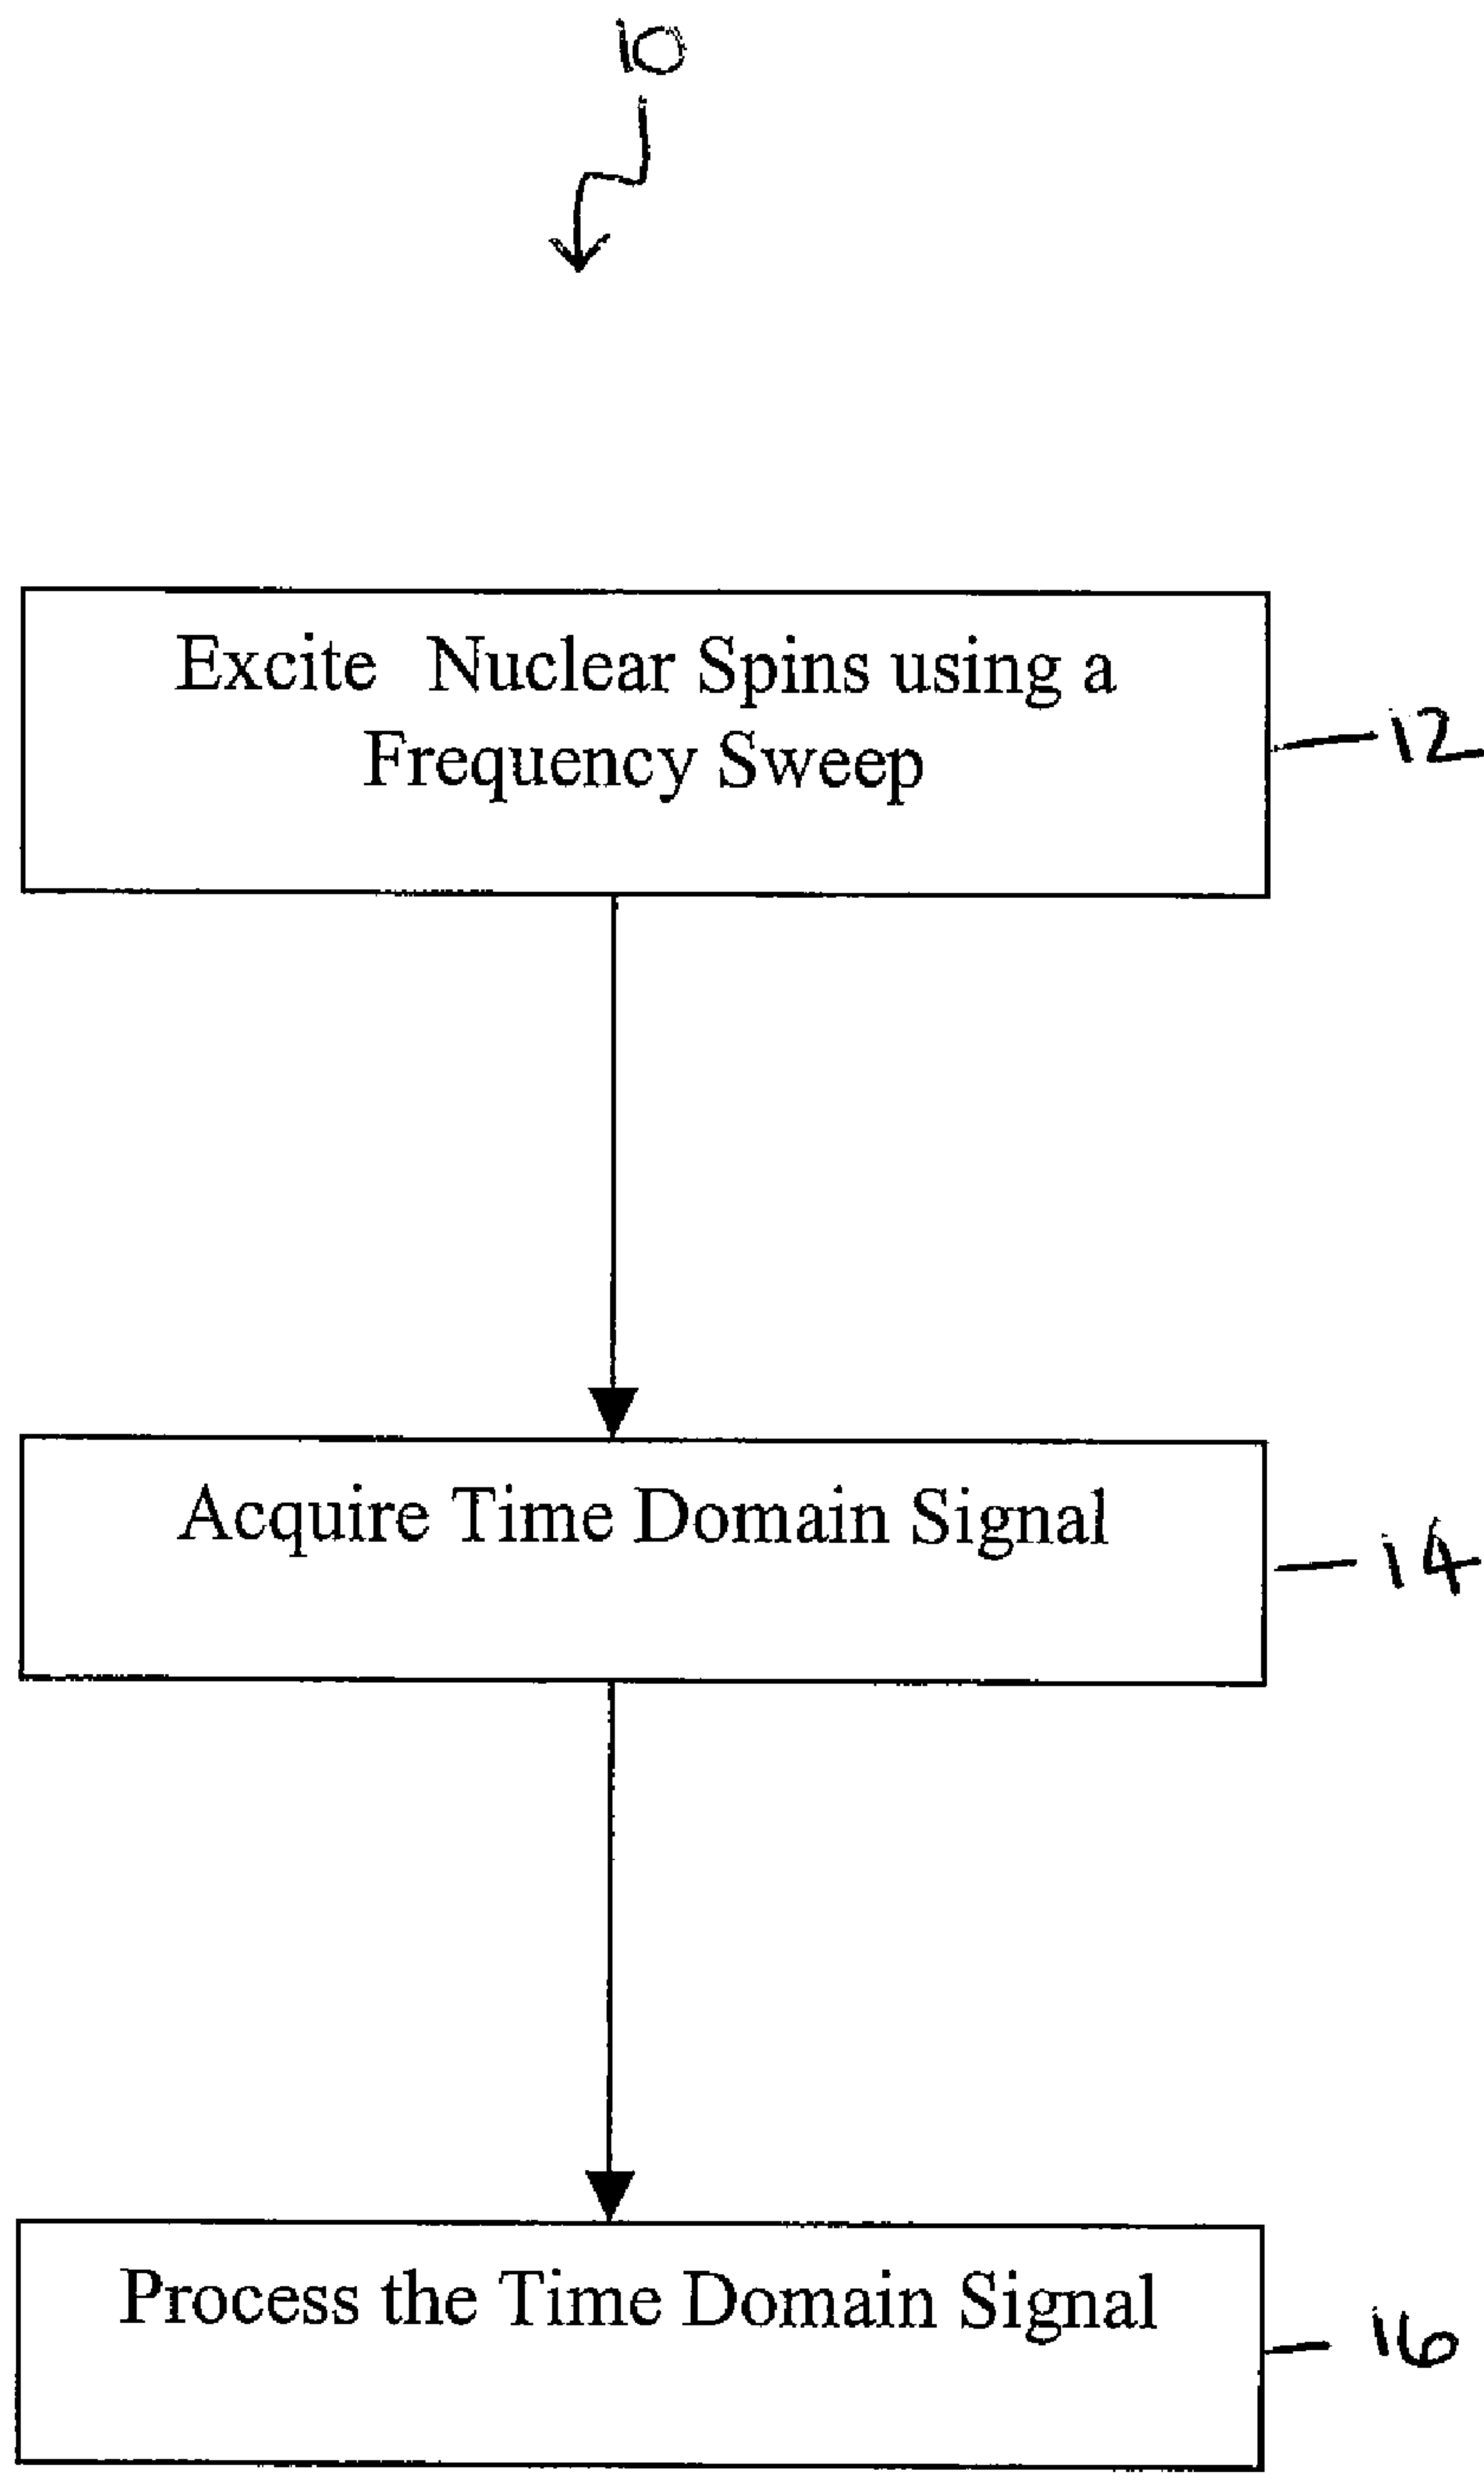 10
Excite Nuclear Spins using a
Frequency Sweep
12
Acquire Time Domain Signal
14
Process the Time Domain Signal
16